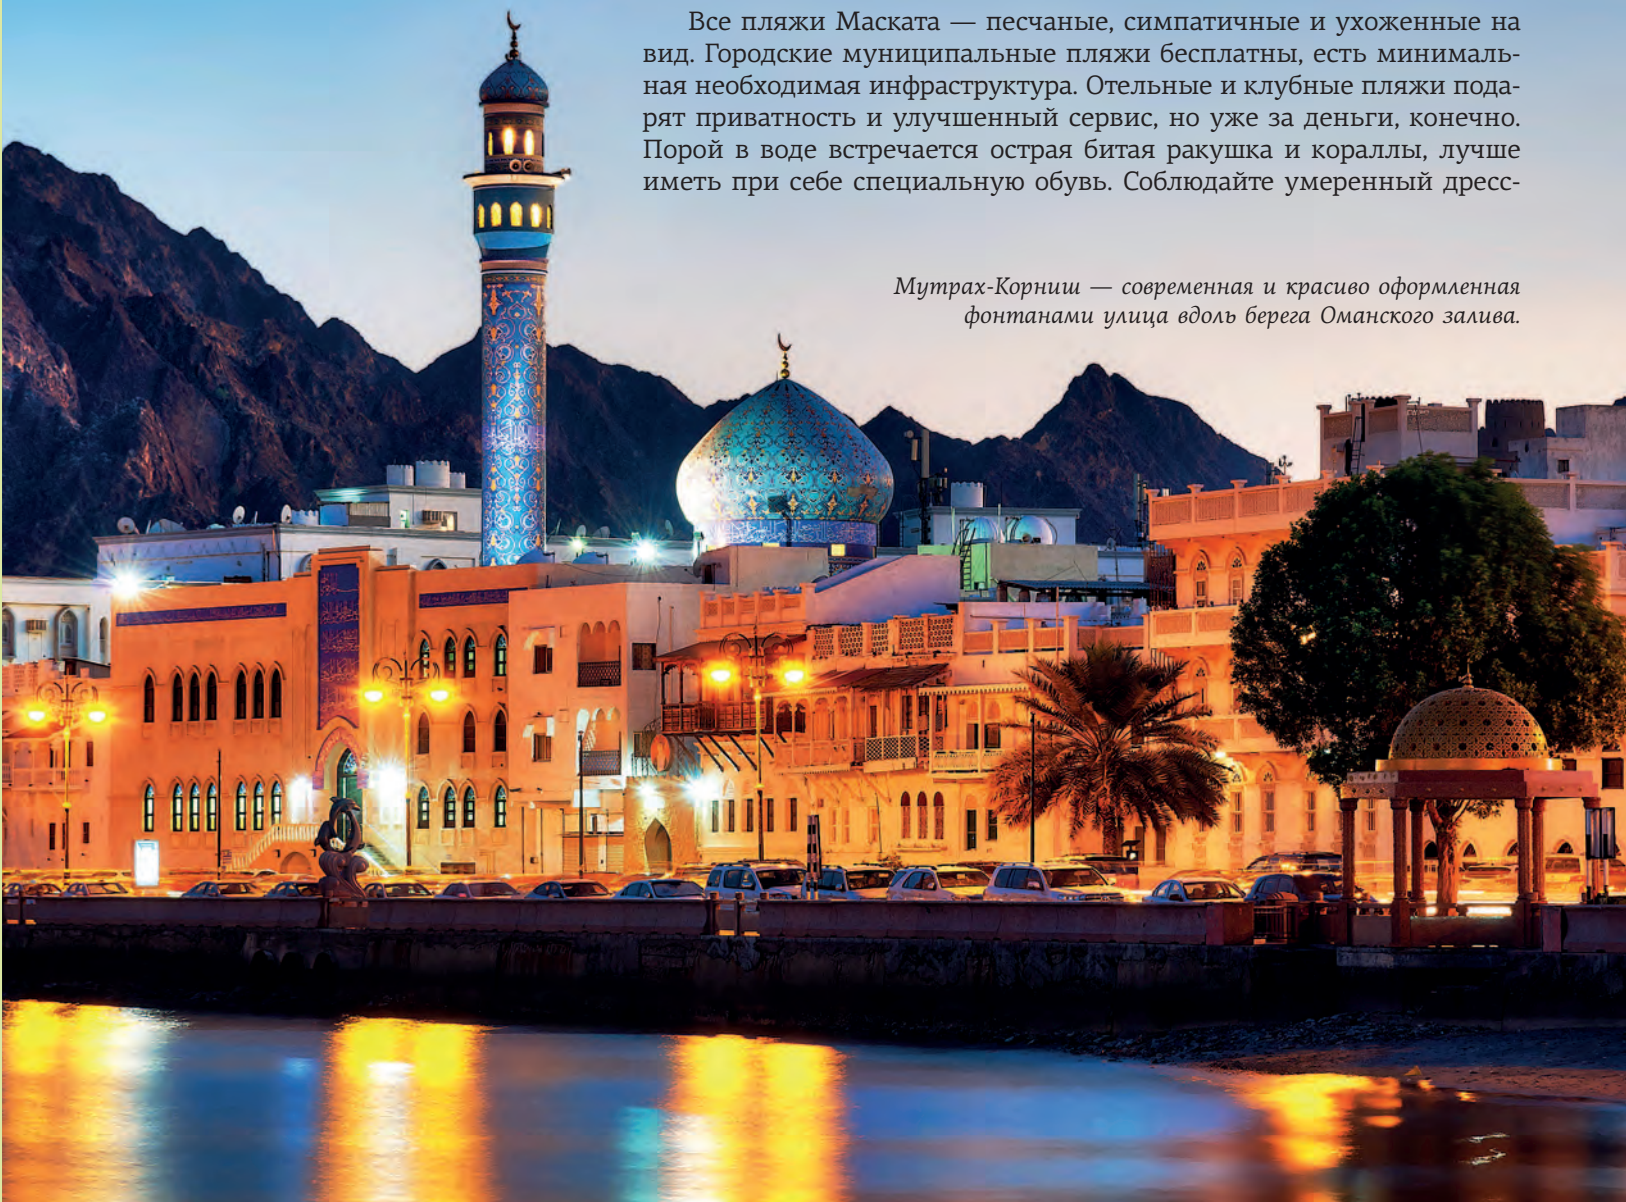 Все пляжи Маската — песчаные, симпатичные и ухоженные на
вид. Городские муниципальные пляжи бесплатны, есть минималь-
ная необходимая инфраструктура. Отельные и клубные пляжи пода-
рят приватность и улучшенный сервис, но уже за деньги, конечно.
Порой в воде встречается острая битая ракушка и кораллы, лучше
иметь при себе специальную обувь. Соблюдайте умеренный дресс-
Мутрах-Корниш — современная и красиво оформленная
фонтанами улица вдоль берега Оманского залива.